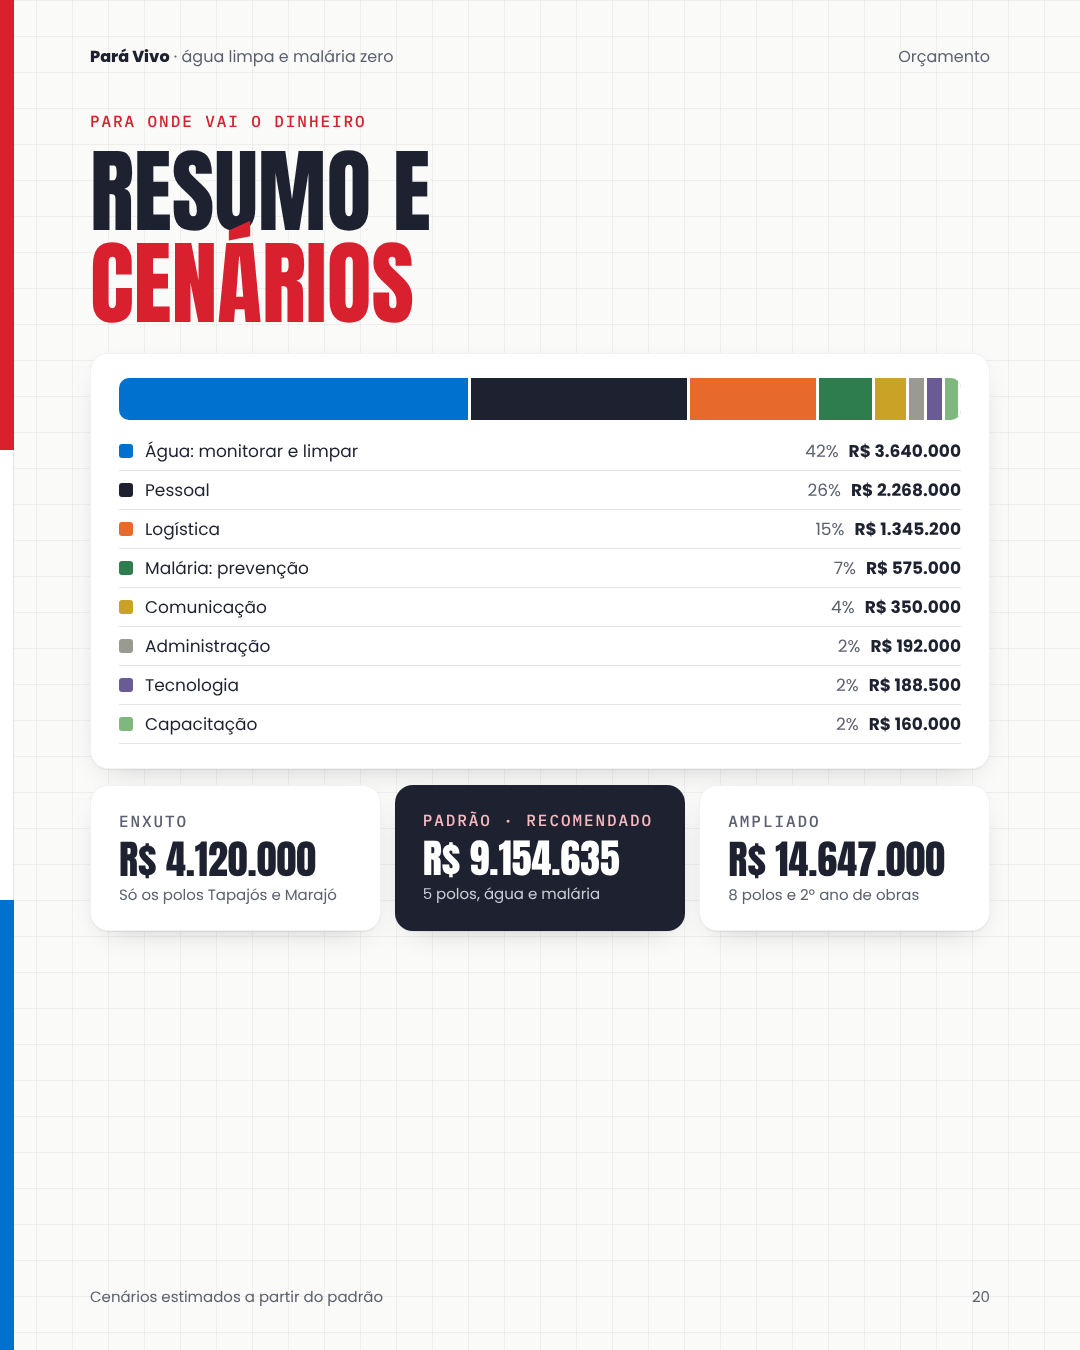 Pará Vivo · água limpa e malária zero
Orçamento
PARA ONDE VAI O DINHEIRO
RESUMO E
CENÁRIOS
Água: monitorar e limpar 42% R$ 3.640.000
Pessoal 26% R$ 2.268.000
Logística 15% R$ 1.345.200
Malária: prevenção 7% R$ 575.000
Comunicação 4% R$ 350.000
Administração 2% R$ 192.000
Tecnologia 2% R$ 188.500
Capacitação 2% R$ 160.000
ENXUTO
R$ 4.120.000
Só os polos Tapajós e Marajó
PADRÃO · RECOMENDADO
R$ 9.154.635
5 polos, água e malária
AMPLIADO
R$ 14.647.000
8 polos e 2º ano de obras
Cenários estimados a partir do padrão
20